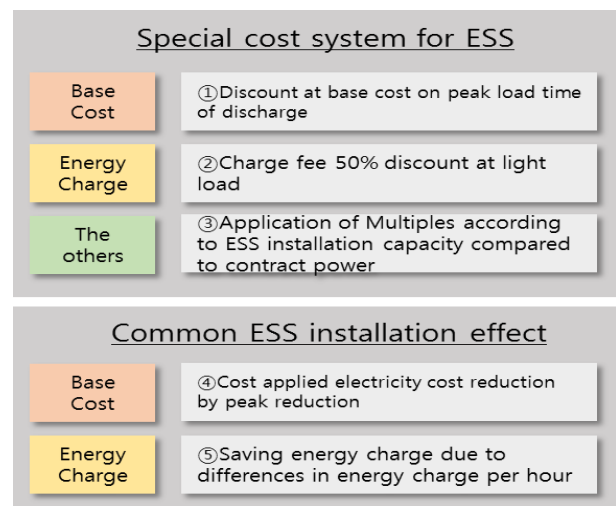 Special cost system for ESS
Base
Cost
①Discount at base cost on peak load time
of discharge
Energy
Charge
②Charge fee 50% discount at light
load
The
others
③Application of Multiples according
to ESS installation capacity compared
to contract power
Common ESS installation effect
Base
Cost
④Cost applied electricity cost reduction
by peak reduction
Energy
Charge
⑤Saving energy charge due to
differences in energy charge per hour